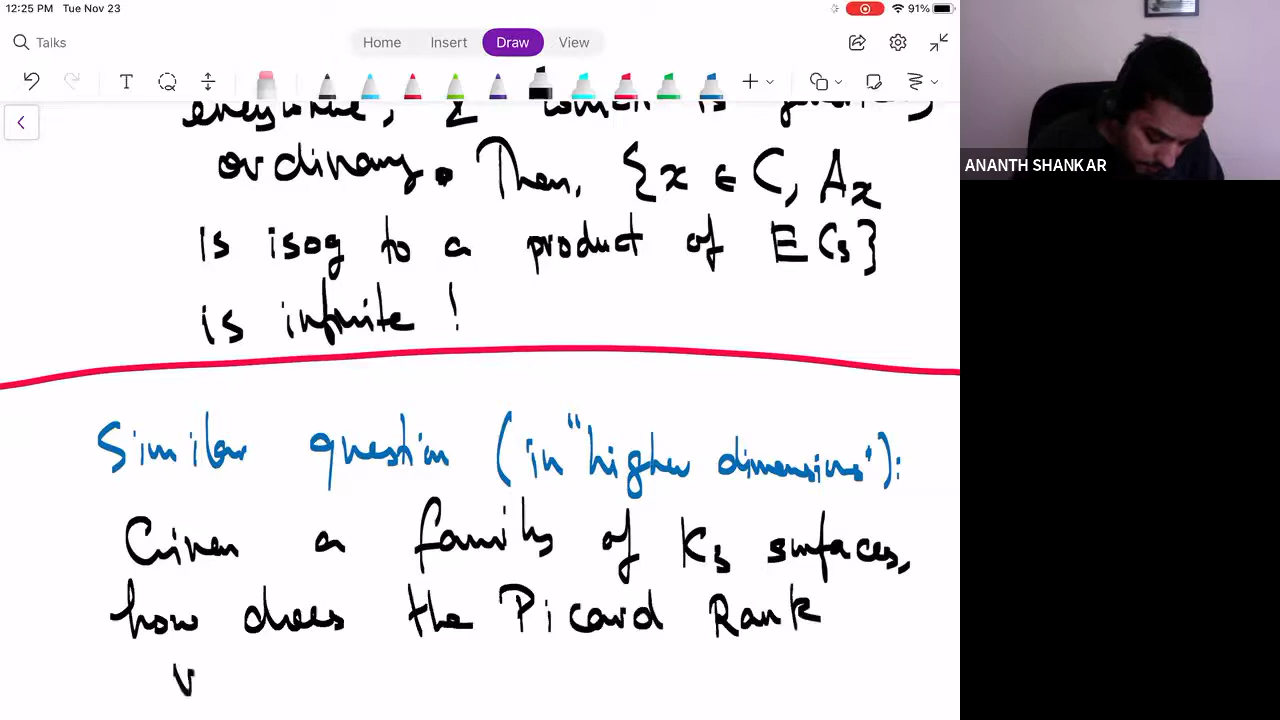 12:25 PM Tue Nov 23
91%
Talks
Home Insert Draw View
ordinary. Then, {x ∈ C, Ax
is isog to a product of ECs}
is infinite!
Similar question (in "higher dimensions"):
Given a family of K3 surfaces,
how does the Picard Rank
v
ANANTH SHANKAR